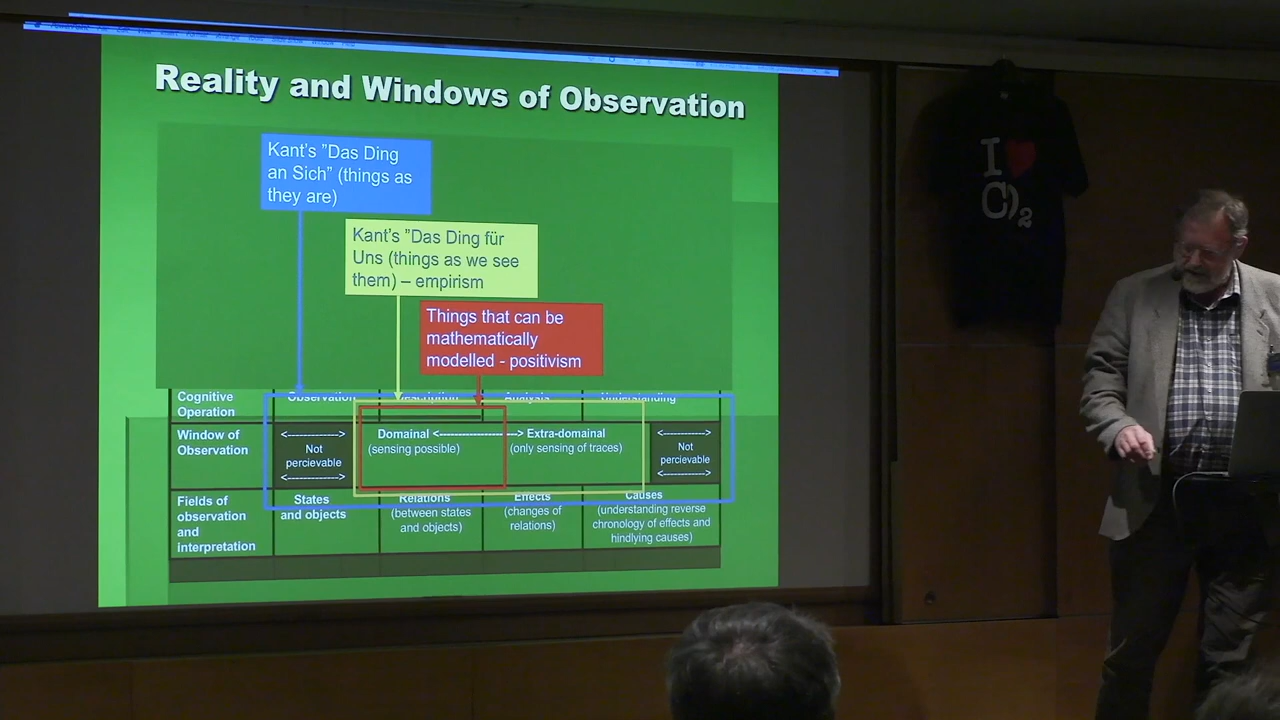 Reality and Windows of Observation
Kant's "Das Ding
an Sich" (things as
they are)
Kant's "Das Ding für
Uns (things as we see
them) – empirism
Things that can be
mathematically
modelled - positivism
Cognitive
Operation
Observation
Description
Analysis
Understanding
Window of
Observation
<----------->
Not
percievable
<----------->
Domainal <---------------> Extra-domainal
(sensing possible)
(only sensing of traces)
<--------->
Not
percievable
<--------->
Fields of
observation
and
interpretation
States
and objects
Relations
(between states
and objects)
Effects
(changes of
relations)
Causes
(understanding reverse
chronology of effects and
hindlying causes)
I ❤
CO2